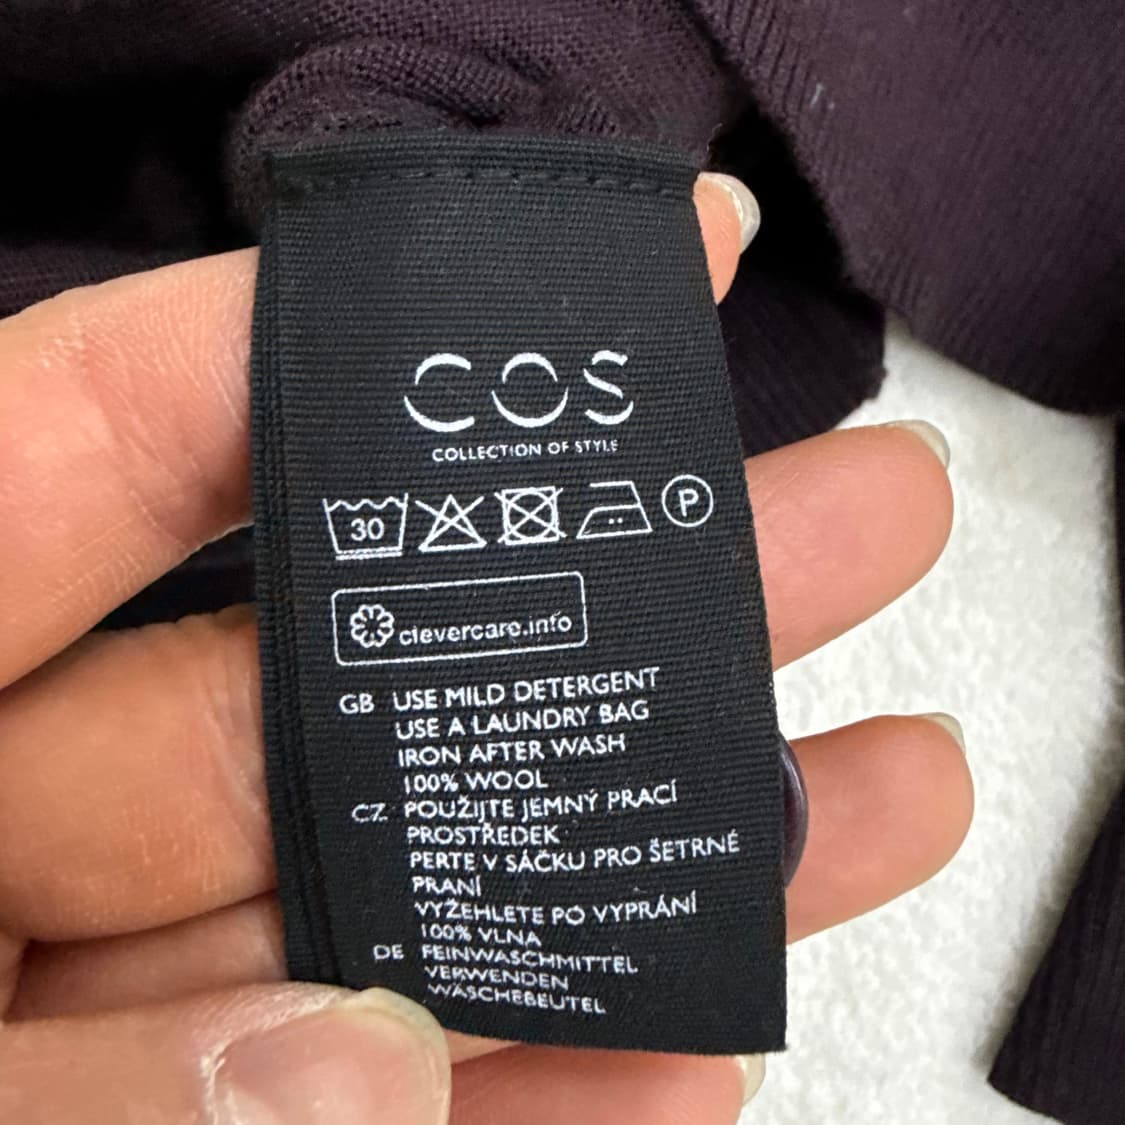 COS
COLLECTION OF STYLE
30 P
clevercare.info
GB USE MILD DETERGENT
USE A LAUNDRY BAG
IRON AFTER WASH
100% WOOL
CZ POUŽIJTE JEMNÝ PRACÍ
PROSTŘEDEK
PERTE V SÁČKU PRO ŠETRNÉ
PRANÍ
VYŽEHLETE PO VYPRÁNÍ
100% VLNA
DE FEINWASCHMITTEL
VERWENDEN
WÄSCHEBEUTEL